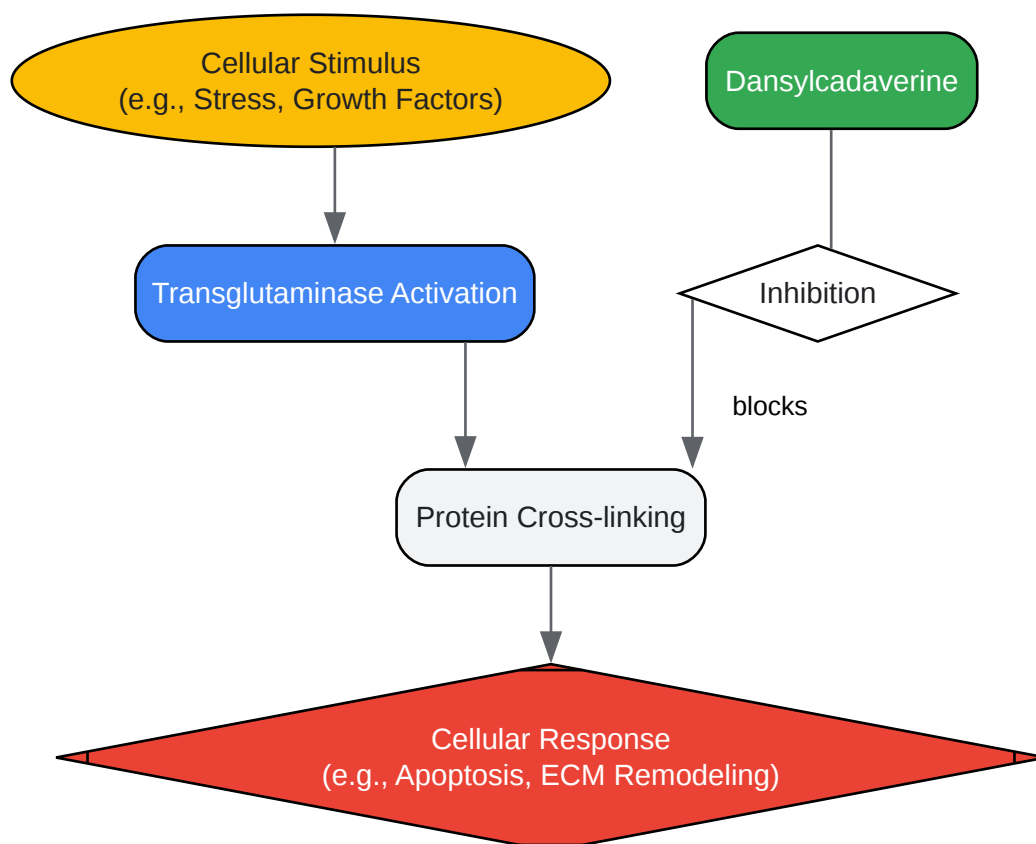 Cellular Stimulus
(e.g., Stress, Growth Factors)
Dansylcadaverine
Transglutaminase Activation
Inhibition
blocks
Protein Cross-linking
Cellular Response
(e.g., Apoptosis, ECM Remodeling)